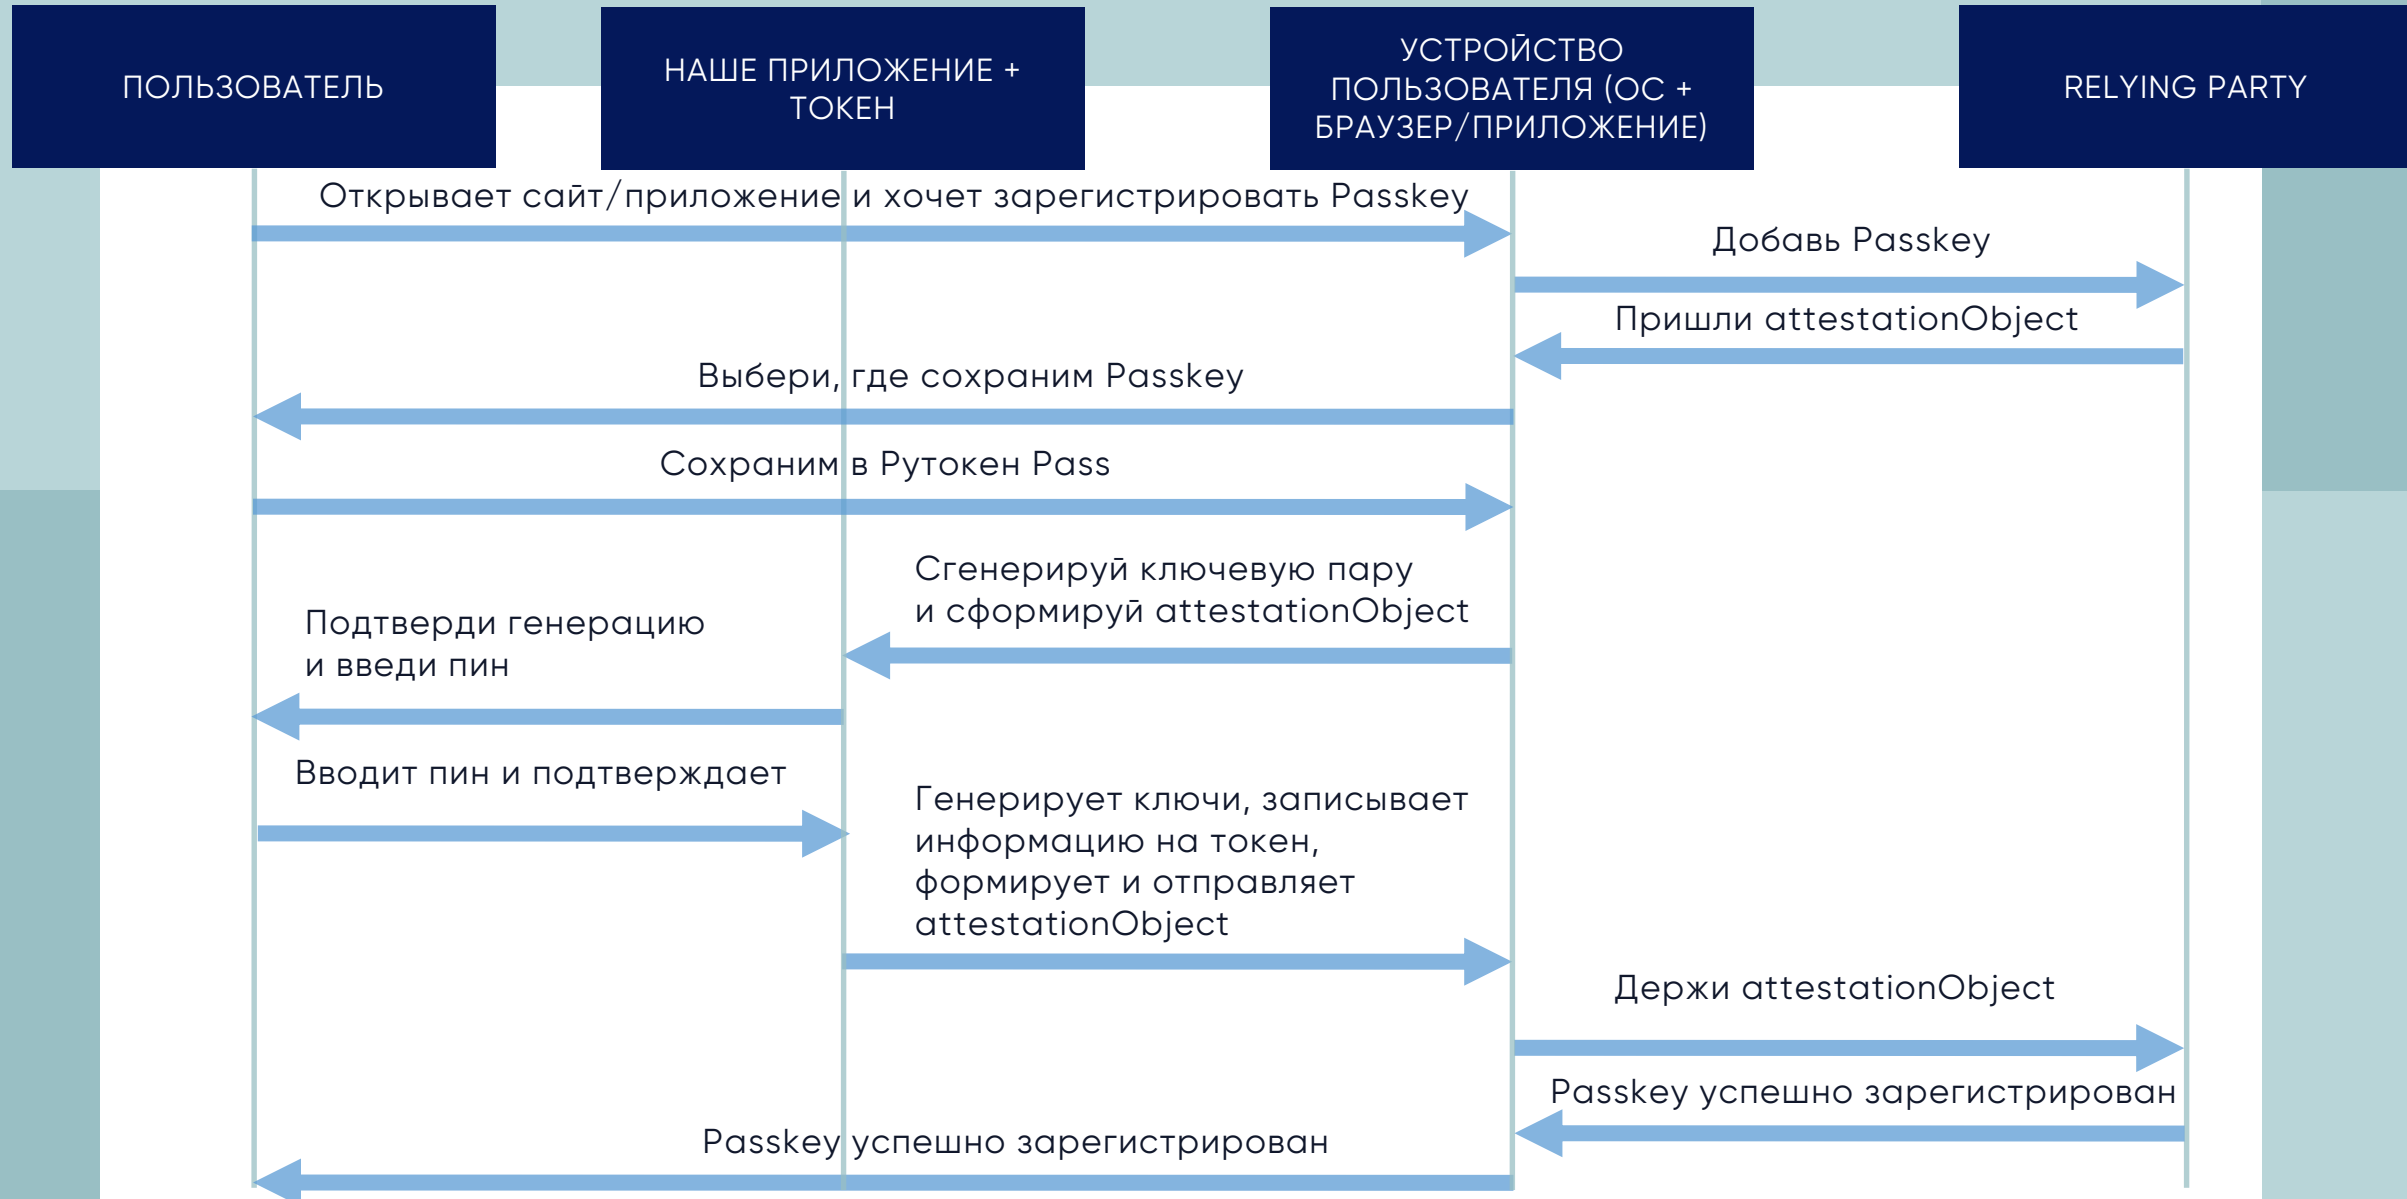 ПОЛЬЗОВАТЕЛЬ
НАШЕ ПРИЛОЖЕНИЕ +
ТОКЕН
УСТРОЙСТВО
ПОЛЬЗОВАТЕЛЯ (ОС +
БРАУЗЕР/ПРИЛОЖЕНИЕ)
RELYING PARTY
Открывает сайт/приложение и хочет зарегистрировать Passkey
Добавь Passkey
Пришли attestationObject
Выбери, где сохраним Passkey
Сохраним в Рутокен Pass
Сгенерируй ключевую пару
и сформируй attestationObject
Подтверди генерацию
и введи пин
Вводит пин и подтверждает
Генерирует ключи, записывает
информацию на токен,
формирует и отправляет
attestationObject
Держи attestationObject
Passkey успешно зарегистрирован
Passkey успешно зарегистрирован